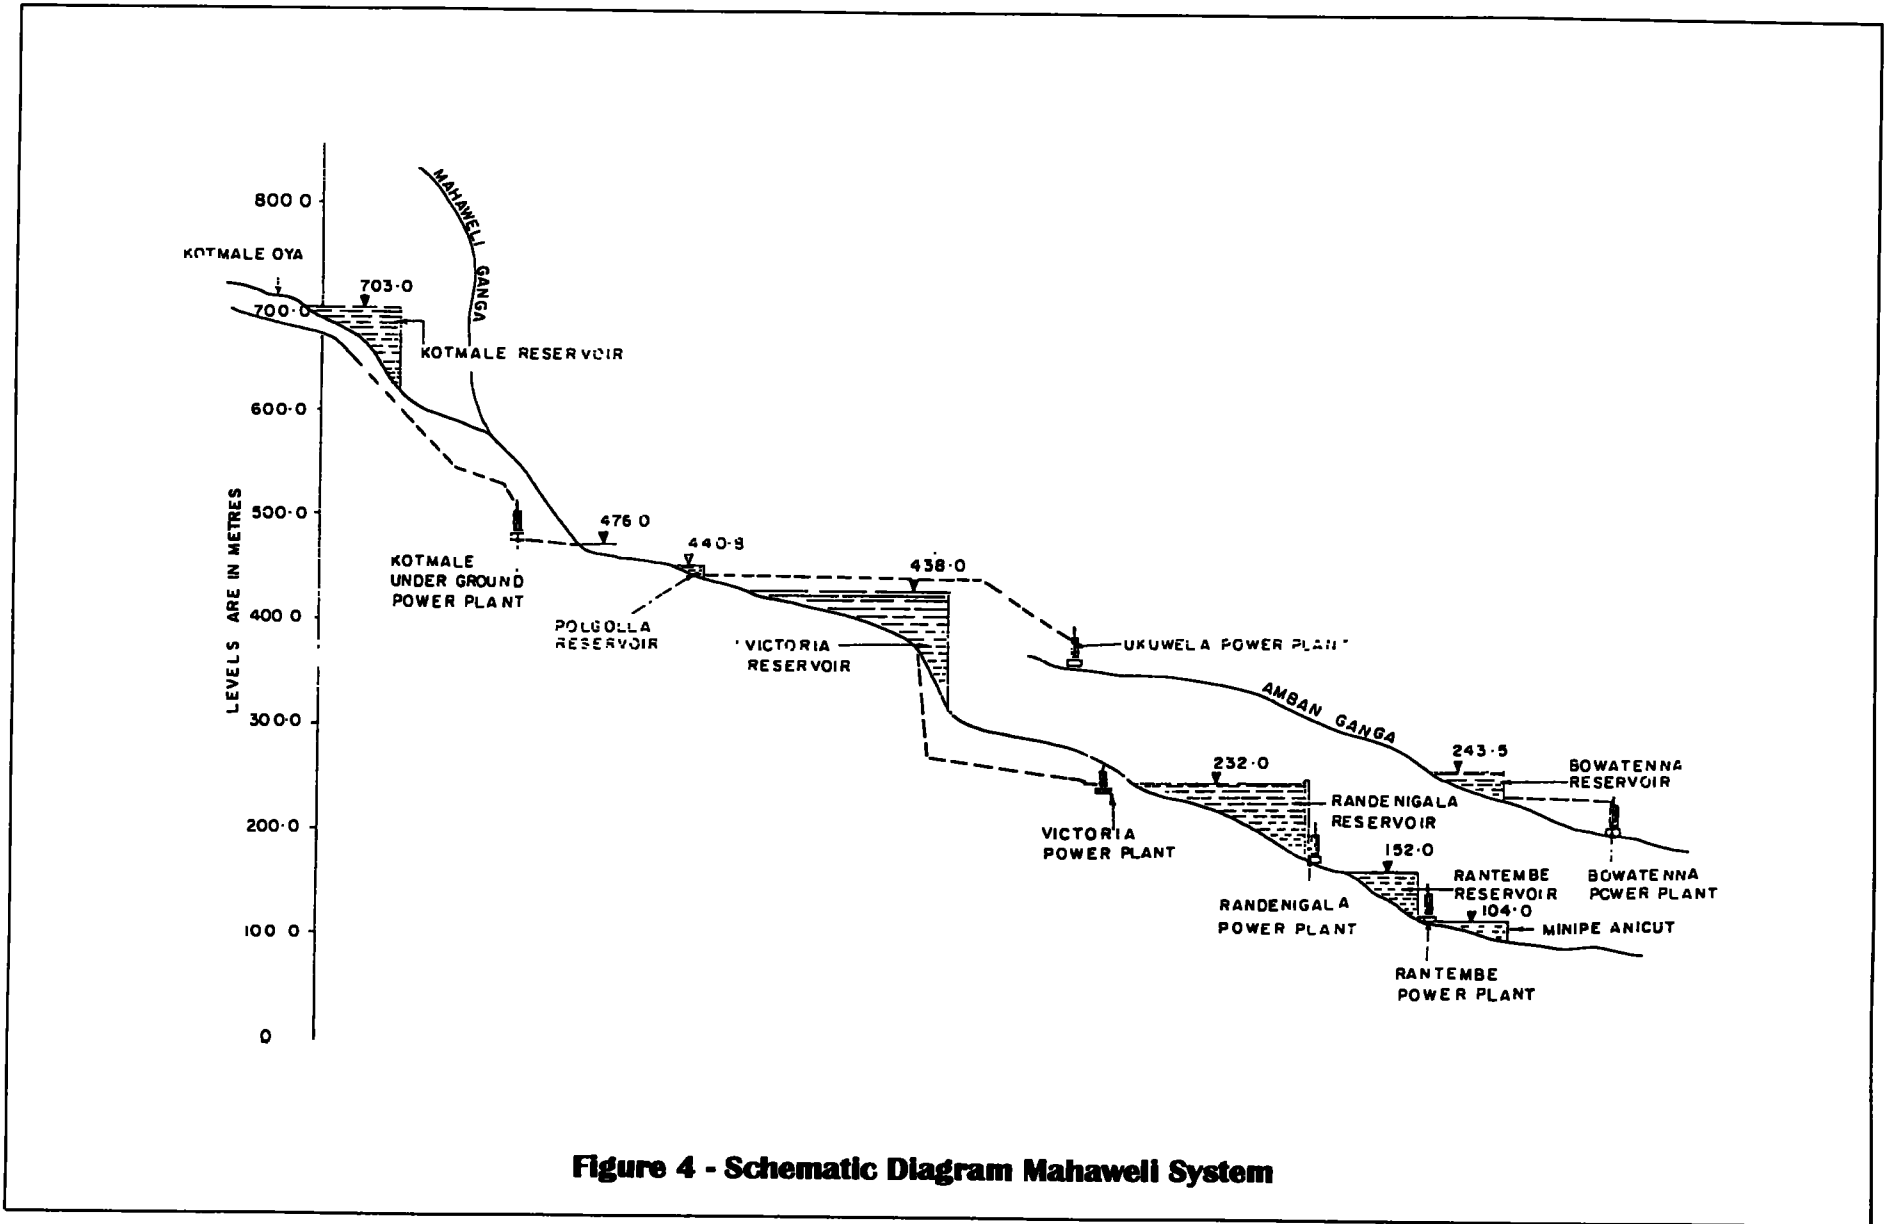 MAHAWELI GANGA
800 0
KOTMALE OYA
703·0
700·0
KOTMALE RESERVOIR
600·0
LEVELS ARE IN METRES
500·0
476 0
440·8
KOTMALE
UNDER GROUND
POWER PLANT
438·0
400 0
POLGOLLA
RESERVOIR
VICTORIA
RESERVOIR
UKUWELA POWER PLANT
AMBAN GANGA
300·0
243·5
BOWATENNA
RESERVOIR
232·0
RANDENIGALA
RESERVOIR
200·0
VICTORIA
POWER PLANT
152·0
RANTEMBE
RESERVOIR
BOWATENNA
POWER PLANT
RANDENIGALA
POWER PLANT
104·0
MINIPE ANICUT
100 0
RANTEMBE
POWER PLANT
0
Figure 4 - Schematic Diagram Mahaweli System